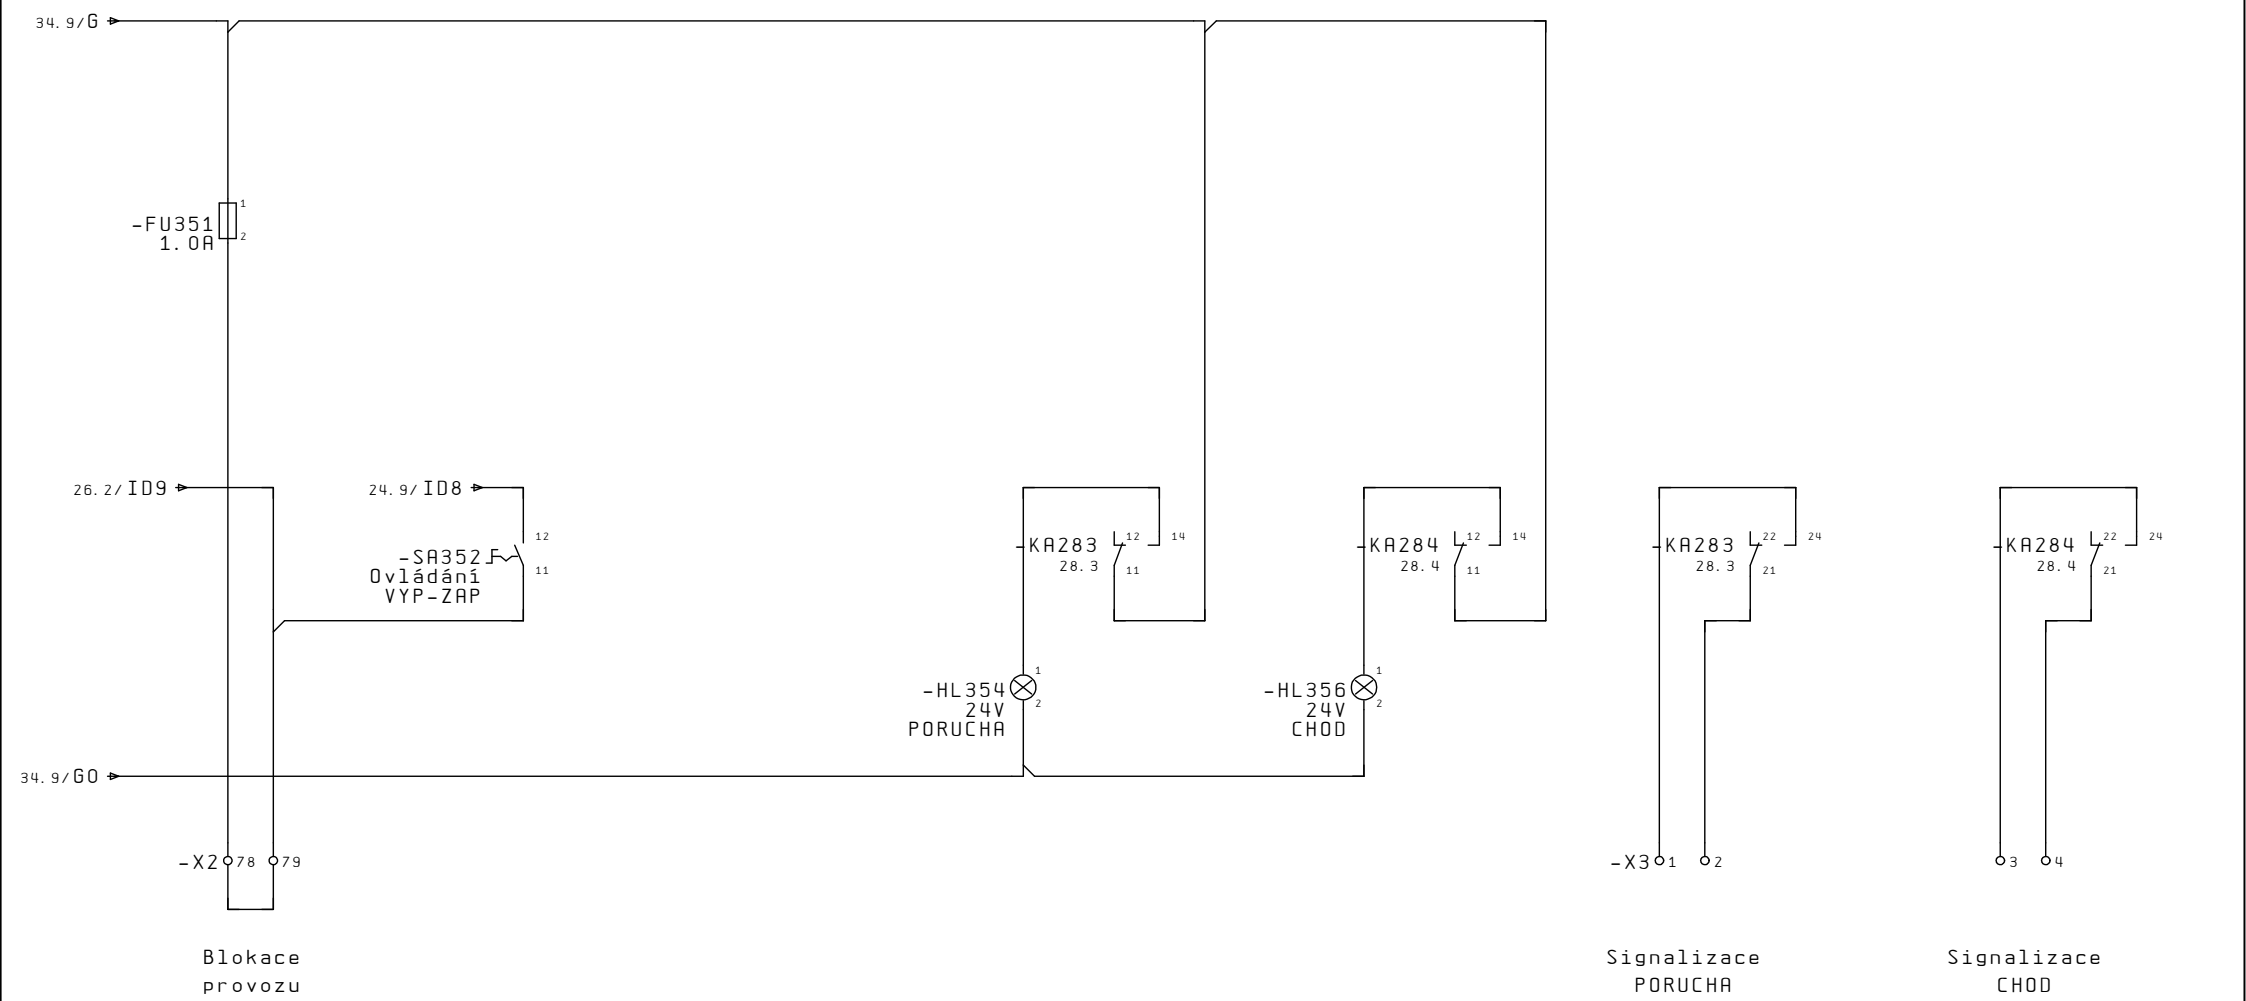 34.9/G
-FU351
1.0A
1
2
26.2/ID9
24.9/ID8
-SA352
Ovládání
VYP-ZAP
12
11
-KA283
28.3
12
14
11
-KA284
28.4
12
14
11
-KA283
28.3
22
24
21
-KA284
28.4
22
24
21
-HL354
24V
PORUCHA
1
2
-HL356
24V
CHOD
1
2
34.9/G0
-X2
78
79
-X3
1
2
3
4
Blokace
provozu
Signalizace
PORUCHA
Signalizace
CHOD